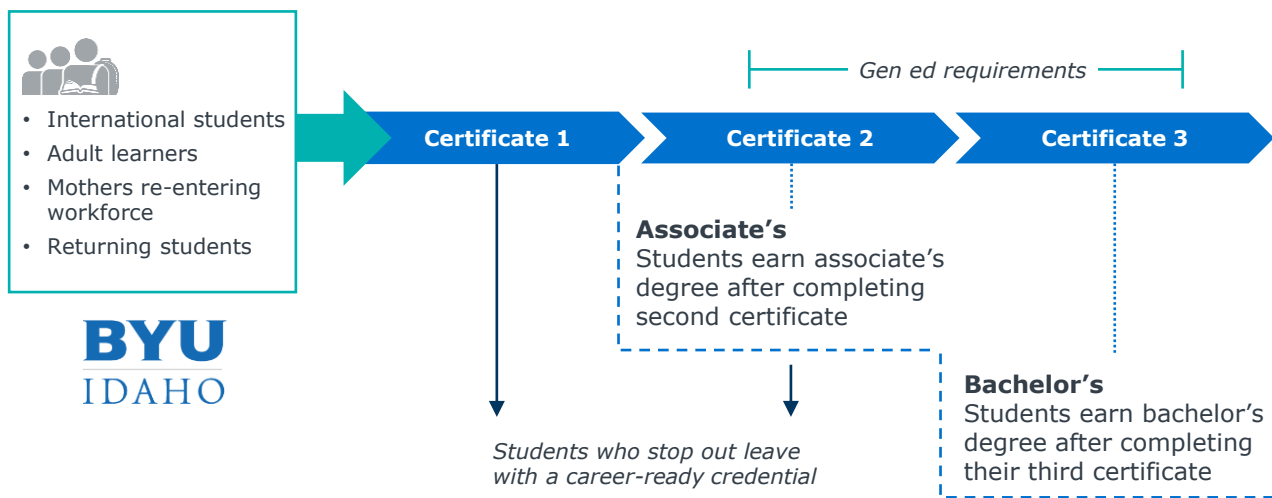 • International students
• Adult learners
• Mothers re-entering
workforce
• Returning students
BYU
IDAHO
Gen ed requirements
Certificate 1
Certificate 2
Certificate 3
Associate’s
Students earn associate’s
degree after completing
second certificate
Bachelor’s
Students earn bachelor’s
degree after completing
their third certificate
Students who stop out leave
with a career-ready credential